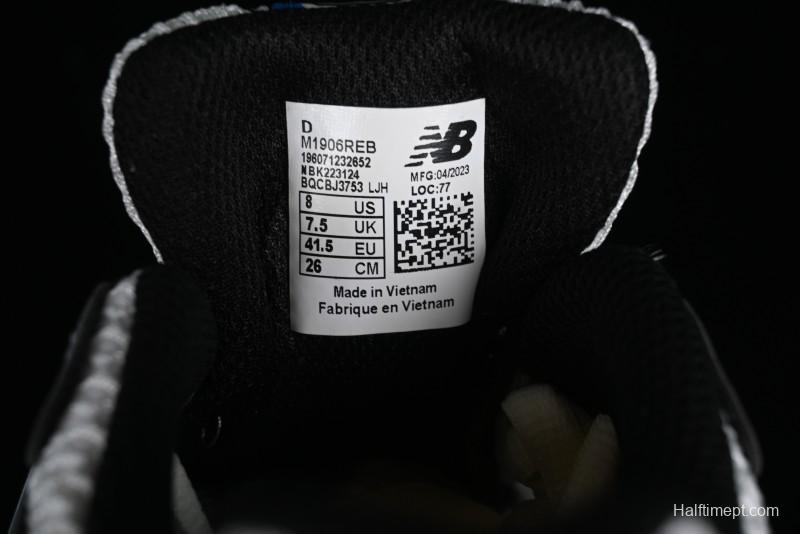 D
M1906REB
196071232652
NBK223124
BQCBJ3753 LJH
8 US
7.5 UK
41.5 EU
26 CM
NB
MFG:04/2023
LOC:77
Made in Vietnam
Fabrique en Vietnam
Halftimept.com